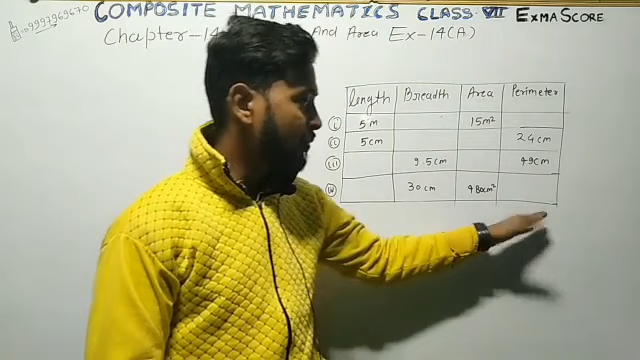 COMPOSITE MATHEMATICS CLASS-VII EXMASCORE
9997969670
Chapter-14 And Area Ex-14(A)
length Breadth Area Perimeter
(i) 5m 15m²
(ii) 5cm 24cm
(iii) 9.5cm 49cm
(iv) 30cm 480cm²